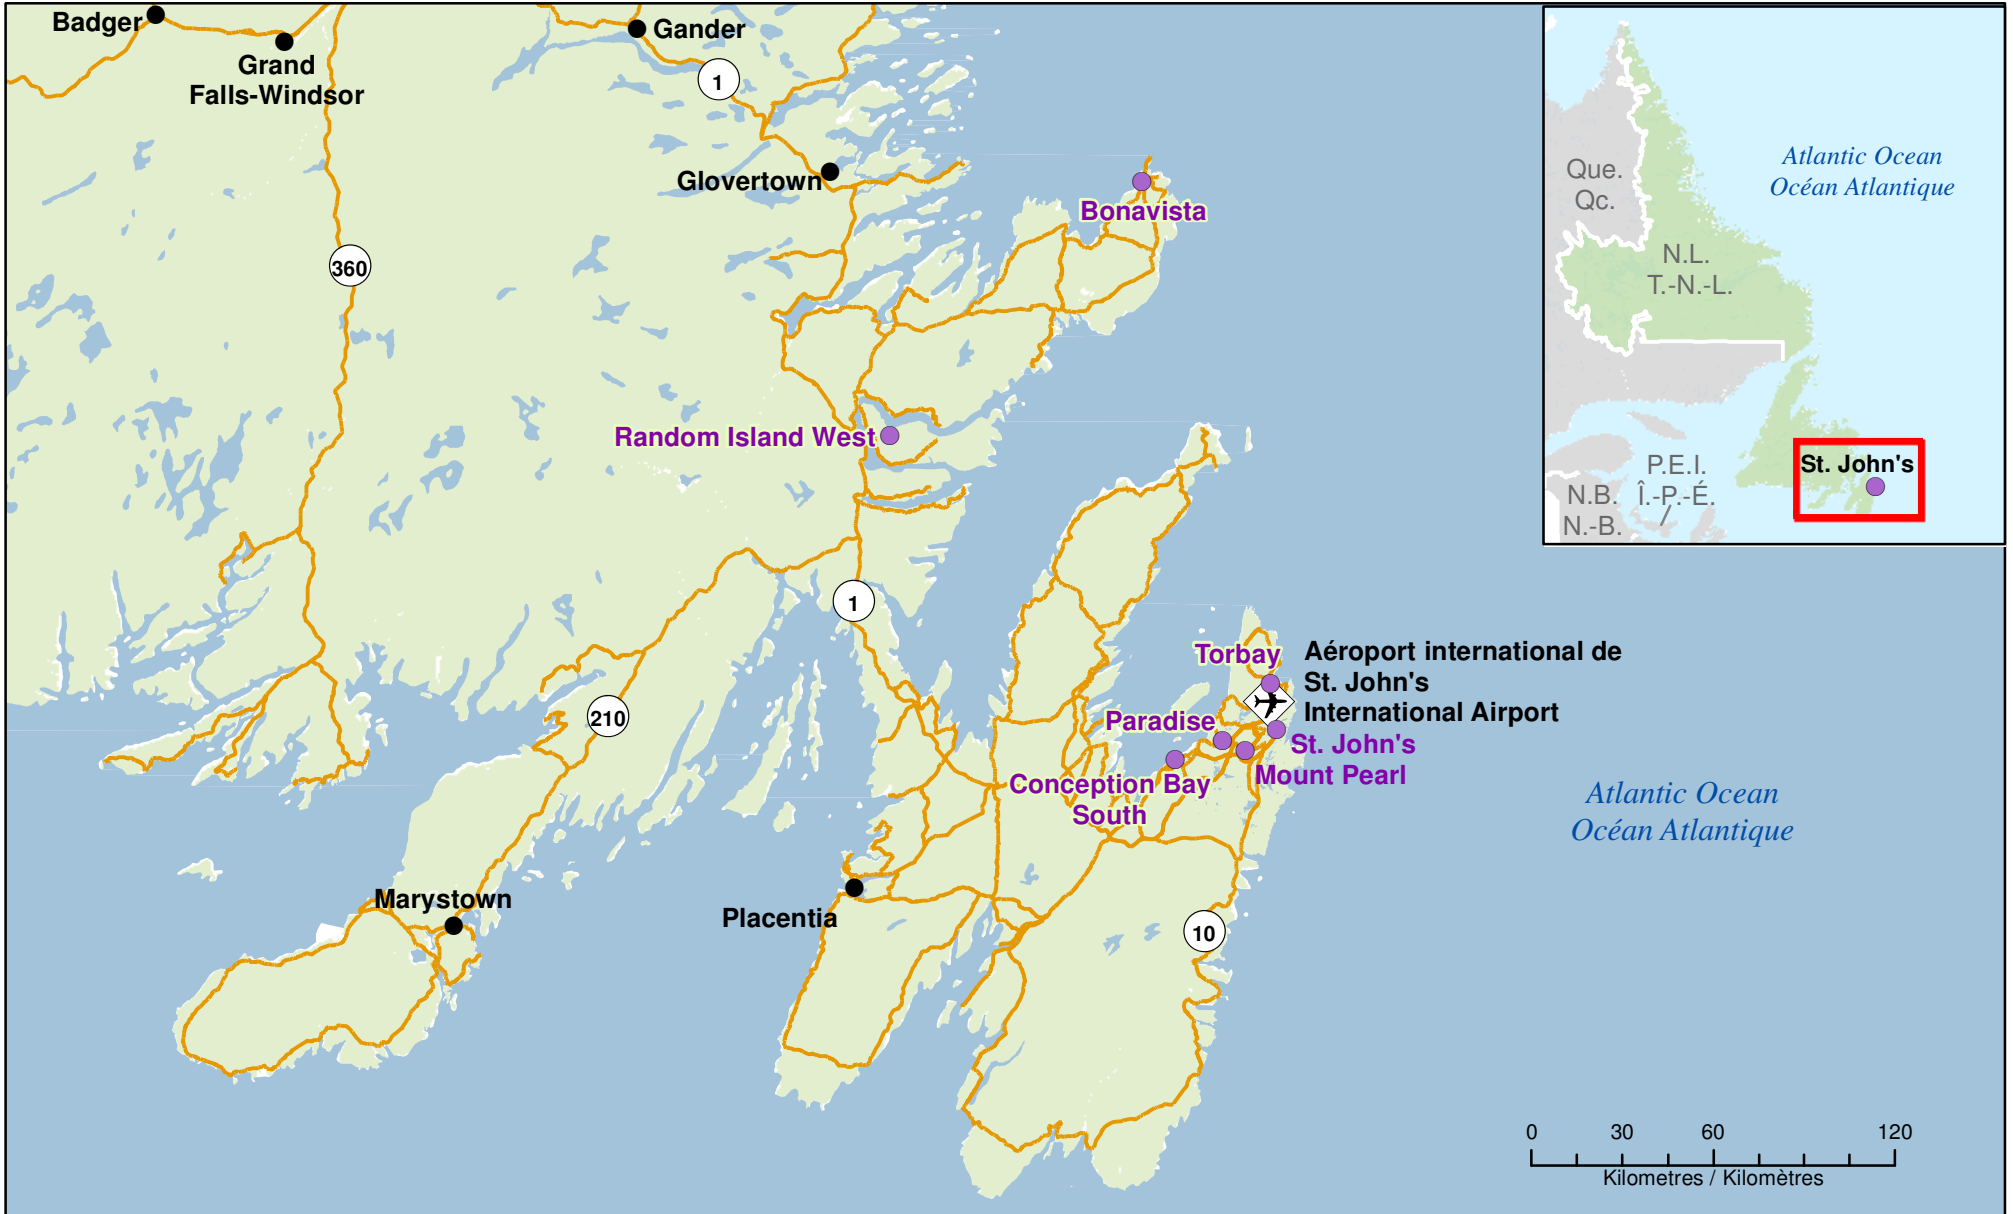 Badger
Grand
Falls-Windsor
Gander
1
Glovertown
Bonavista
360
Random Island West
1
210
Torbay
Aéroport international de
St. John's
International Airport
Paradise
St. John's
Mount Pearl
Conception Bay
South
Marystown
Placentia
10
Atlantic Ocean
Océan Atlantique
0 30 60 120
Kilometres / Kilomètres
Atlantic Ocean
Océan Atlantique
Que.
Qc.
N.L.
T.-N.-L.
St. John's
P.E.I.
Î.-P.-É.
N.B.
N.-B.